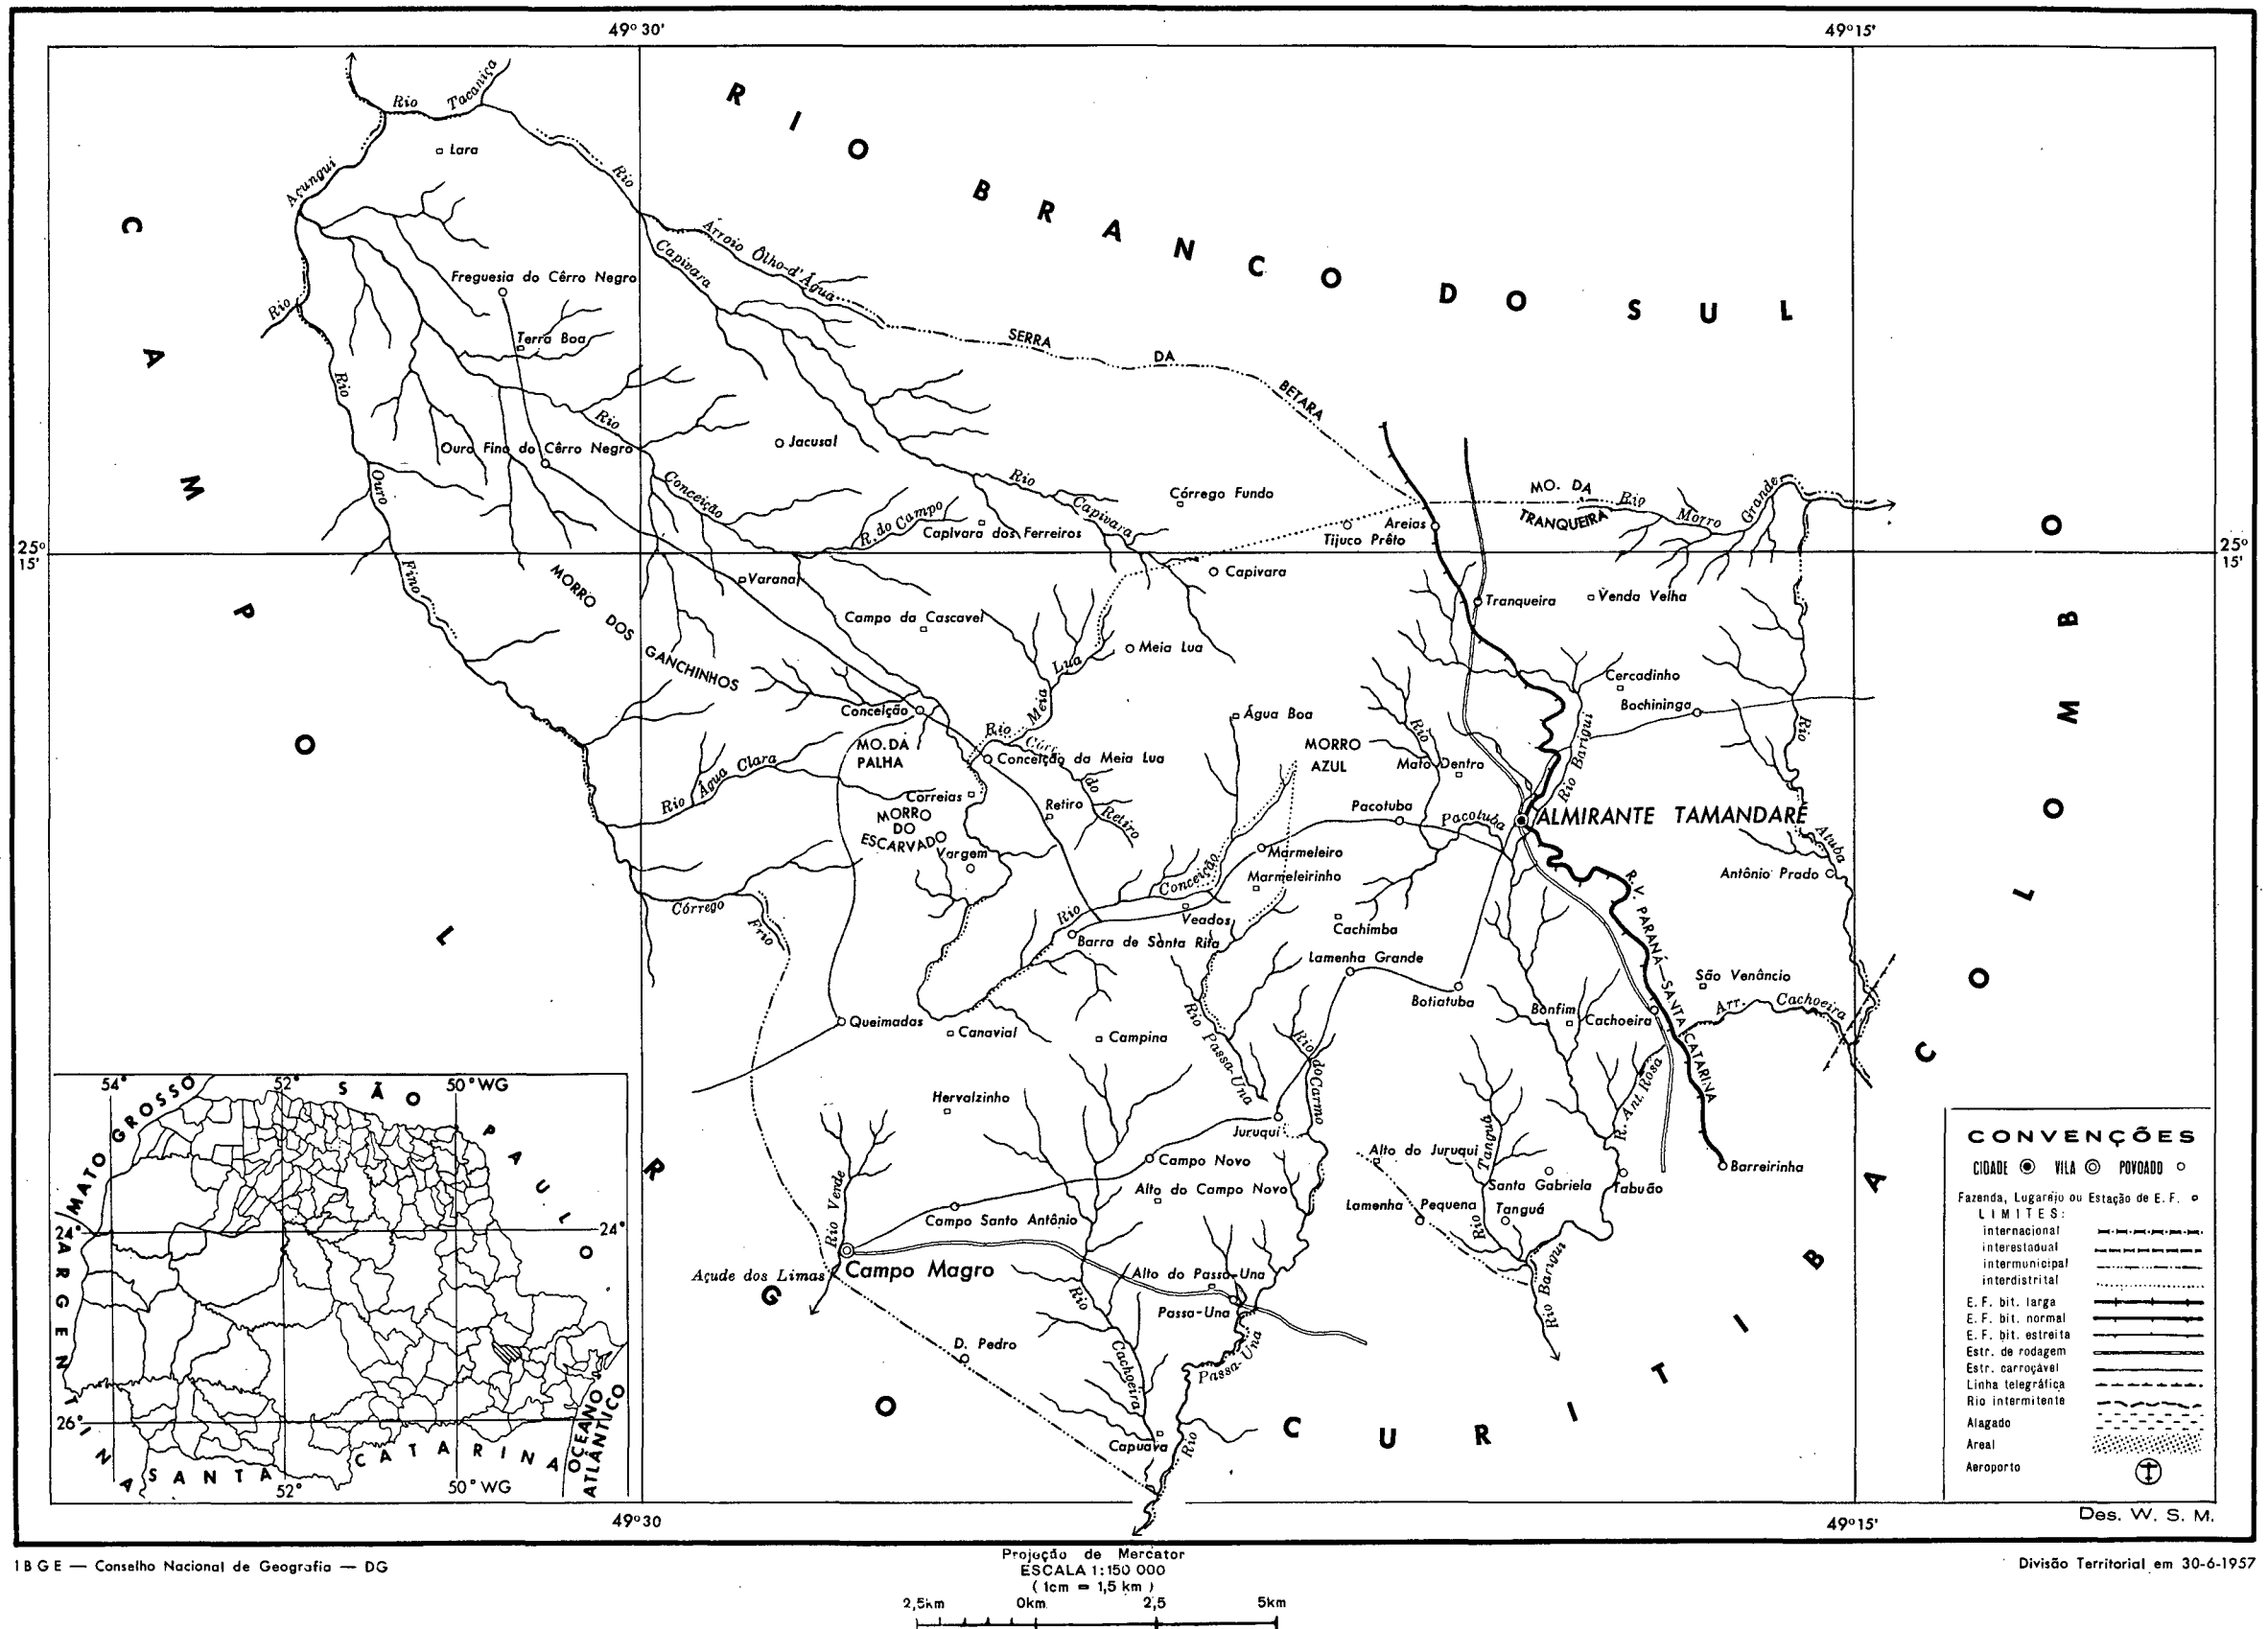 49° 30'
49° 15'
RIO BRANCO DO SUL
CAMPO LARGO
COLOMBO
CURITIBA
Rio Tacaniça
Lara
Açungui
Rio
Rio
Capivara
Arroio Ôlho-d'Água
Freguesia do Cêrro Negro
Terra Boa
SERRA DA BETARA
Rio
Ouro
Fino
Ouro Fino do Cêrro Negro
Rio
Conceição
Jacusal
Rio
Capivara
R. do Campo
Capivara dos Ferreiros
Córrego Fundo
Tijuco Prêto
Areias
MO. DA
TRANQUEIRA
Rio Morro Grande
25°
15'
25°
15'
Varanal
MORRO DOS GANCHINHOS
Campo da Cascavel
Capivara
Meia Lua
Rio Meia Lua
Tranqueira
Venda Velha
Cercadinho
Bochininga
Rio
Conceição
MO. DA
PALHA
Conceição da Meia Lua
Córr. do Retiro
Retiro
Água Boa
MORRO
AZUL
Rio
Mato Dentro
Rio Barigui
Rio Água Clara
Correias
MORRO
DO
ESCARVADO
Vargem
Pacotuba
Pacotuba
ALMIRANTE TAMANDARÉ
Atuba
Antônio Prado
Marmeleiro
Marmeleirinho
Conceição
Rio
Veados
Córrego Frio
Barra de Santa Rita
Cachimba
Lamenha Grande
R. V. PARANÁ—SANTA CATARINA
São Venâncio
Botiatuba
Bonfim
Cachoeira
Arr. Cachoeira
Queimadas
Canavial
Campina
Rio Passa-Una
Rio do Carmo
R. Ant. Rosa
Hervalzinho
Juruqui
Campo Novo
Alto do Campo Novo
Alto do Juruqui
Rio Tanguá
Santa Gabriela
Tabuão
Barreirinha
Lamenha Pequena
Tanguá
Rio Verde
Campo Santo Antônio
Campo Magro
Açude dos Limas
Alto do Passa-Una
Passa-Una
Rio Barigui
Rio
Cachoeira
D. Pedro
Passa-Una
Capuava
Rio
54° 52° 50° WG
MATO GROSSO
SÃO PAULO
24° 24°
ARGENTINA
26°
SANTA CATARINA
OCEANO
ATLÂNTICO
52° 50° WG
CONVENÇÕES
CIDADE VILA POVOADO
Fazenda, Lugarejo ou Estação de E. F.
LIMITES:
internacional
interestadual
intermunicipal
interdistrital
E. F. bit. larga
E. F. bit. normal
E. F. bit. estreita
Estr. de rodagem
Estr. carroçável
Linha telegráfica
Rio intermitente
Alagado
Areal
Aeroporto
49°30
49°15'
Des. W. S. M.
IBGE — Conselho Nacional de Geografia — DG
Projeção de Mercator
ESCALA 1:150 000
( 1cm = 1,5 km )
2,5km 0km 2,5 5km
Divisão Territorial em 30-6-1957